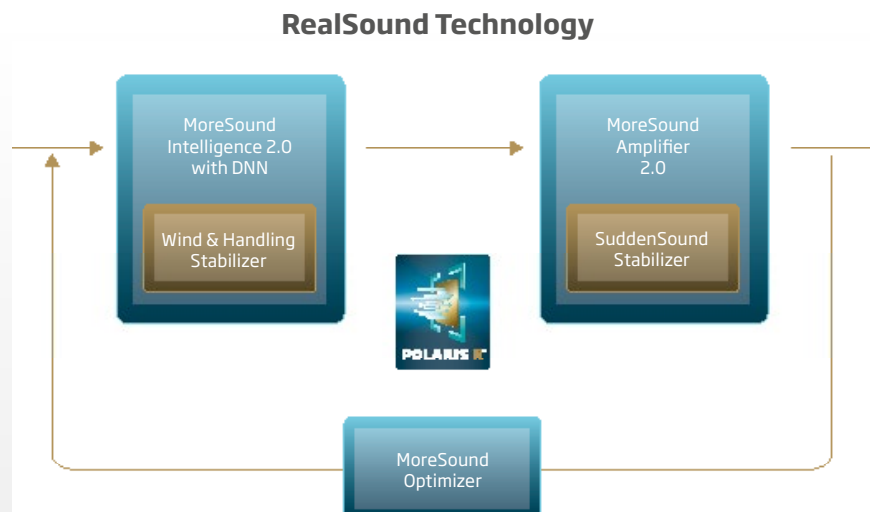 RealSound Technology
MoreSound
Intelligence 2.0
with DNN
Wind & Handling
Stabilizer
MoreSound
Amplifier
2.0
SuddenSound
Stabilizer
POLARIS R
MoreSound
Optimizer